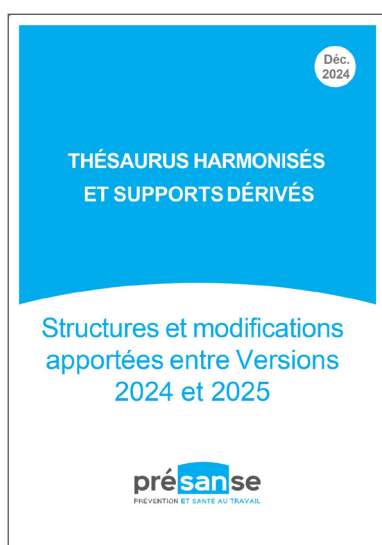 Déc.
2024
THÉSAURUS HARMONISÉS
ET SUPPORTS DÉRIVÉS
Structures et modifications
apportées entre Versions
2024 et 2025
présanse
PRÉVENTION ET SANTÉ AU TRAVAIL